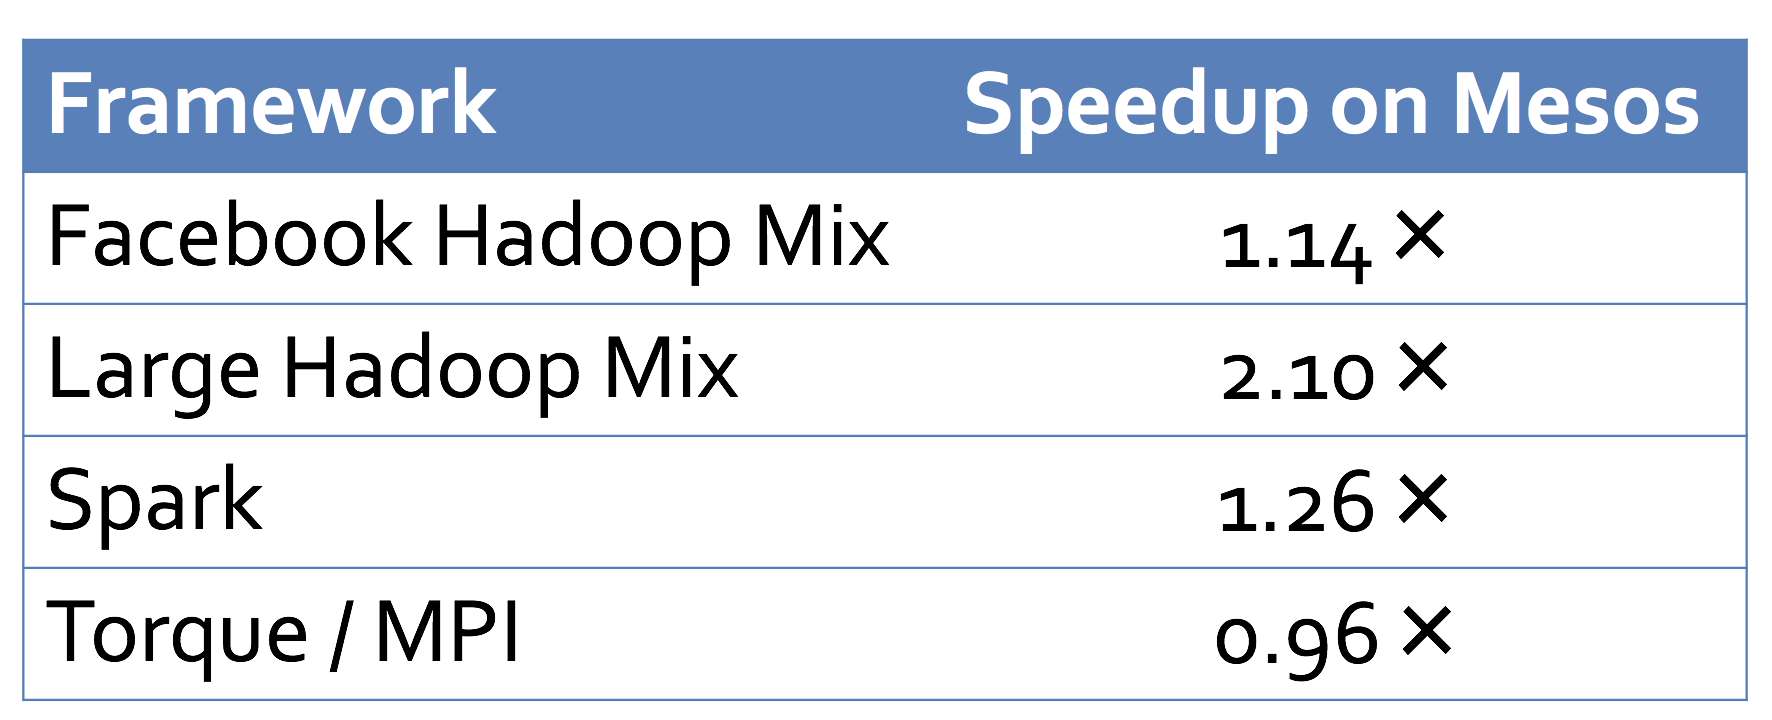 Framework Speedup on Mesos
Facebook Hadoop Mix 1.14 ×
Large Hadoop Mix 2.10 ×
Spark 1.26 ×
Torque / MPI 0.96 ×